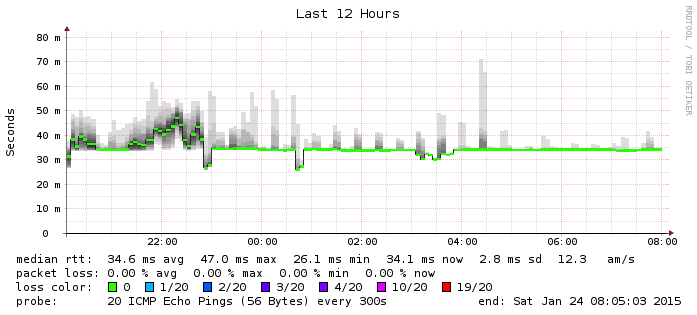 Last 12 Hours
RRDTOOL / TOBI OETIKER
Seconds
80 m
70 m
60 m
50 m
40 m
30 m
20 m
10 m
0
22:00 00:00 02:00 04:00 06:00 08:00
median rtt: 34.6 ms avg 47.0 ms max 26.1 ms min 34.1 ms now 2.8 ms sd 12.3 am/s
packet loss: 0.00 % avg 0.00 % max 0.00 % min 0.00 % now
loss color: 0 1/20 2/20 3/20 4/20 10/20 19/20
probe: 20 ICMP Echo Pings (56 Bytes) every 300s end: Sat Jan 24 08:05:03 2015